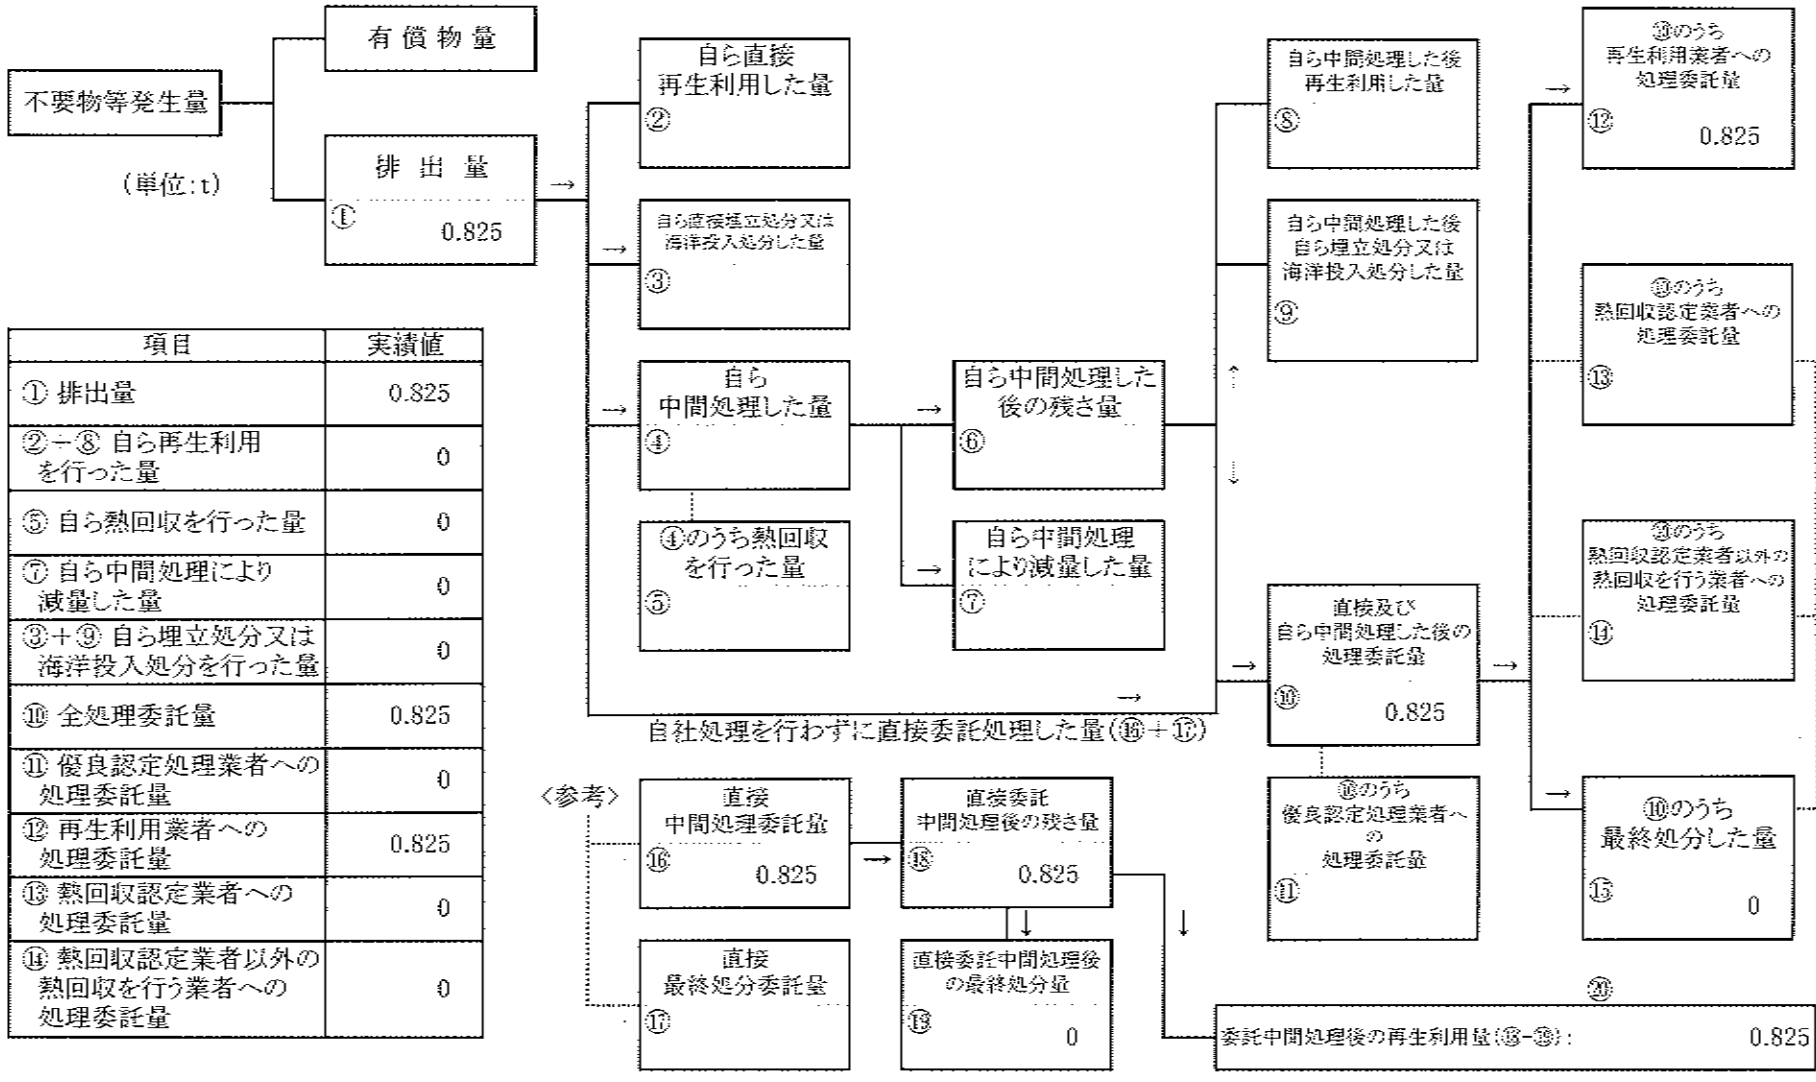 不要物等発生量
(単位:t)
有償物量
排出量
①
0.825
自ら直接
再生利用した量
②
自ら直接埋立処分又は
海洋投入処分した量
③
自ら
中間処理した量
④
④のうち熱回収
を行った量
⑤
自ら中間処理した
後の残さ量
⑥
自ら中間処理
により減量した量
⑦
自ら中間処理した後
再生利用した量
⑧
自ら中間処理した後
自ら埋立処分又は
海洋投入処分した量
⑨
直接及び
自ら中間処理した後の
処理委託量
⑩
0.825
⑩のうち
優良認定処理業者へ
の
処理委託量
⑪
⑩のうち
再生利用業者への
処理委託量
⑫
0.825
⑩のうち
熱回収認定業者への
処理委託量
⑬
⑩のうち
熱回収認定業者以外の
熱回収を行う業者への
処理委託量
⑭
⑩のうち
最終処分した量
⑮
0
自社処理を行わずに直接委託処理した量(⑯+⑰)
<参考>
直接
中間処理委託量
⑯
0.825
直接
最終処分委託量
⑰
直接委託
中間処理後の残さ量
⑱
0.825
直接委託中間処理後
の最終処分量
⑲
0
⑳
委託中間処理後の再生利用量(⑱-⑲):
0.825
項目 実績値
① 排出量 0.825
②+⑧ 自ら再生利用
を行った量 0
⑤ 自ら熱回収を行った量 0
⑦ 自ら中間処理により
減量した量 0
③+⑨ 自ら埋立処分又は
海洋投入処分を行った量 0
⑩ 全処理委託量 0.825
⑪ 優良認定処理業者への
処理委託量 0
⑫ 再生利用業者への
処理委託量 0.825
⑬ 熱回収認定業者への
処理委託量 0
⑭ 熱回収認定業者以外の
熱回収を行う業者への
処理委託量 0